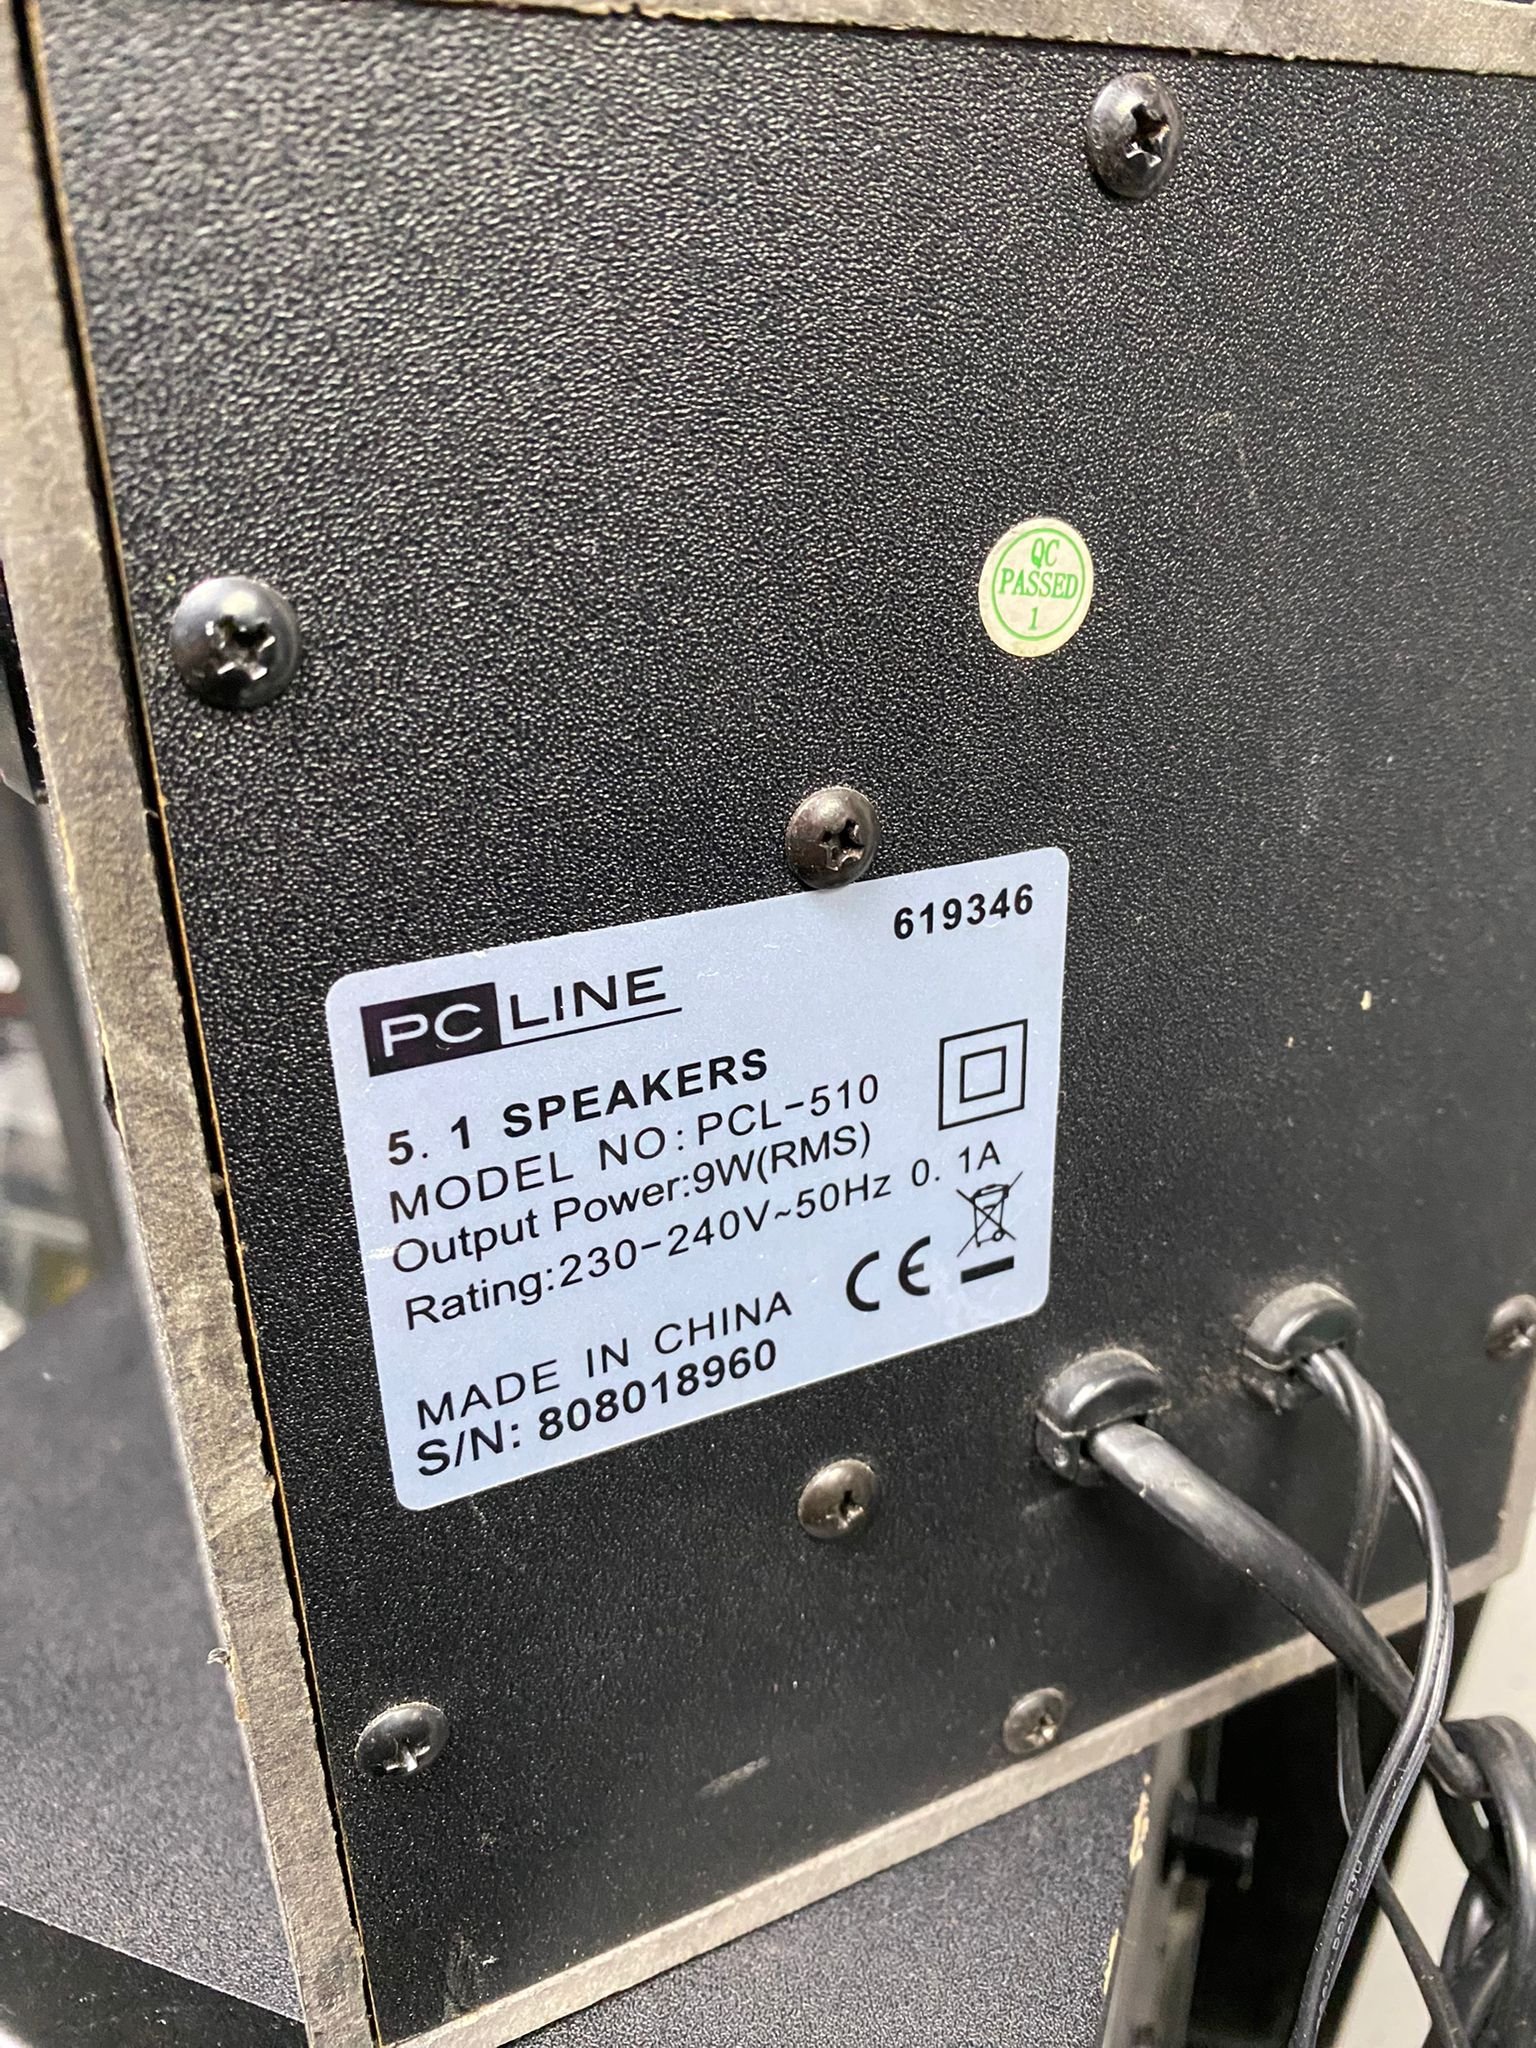 QC
PASSED
1
619346
PC LINE
5. 1 SPEAKERS
MODEL NO: PCL-510
Output Power:9W(RMS)
Rating:230-240V~50Hz 0. 1A
CE
MADE IN CHINA
S/N: 808018960